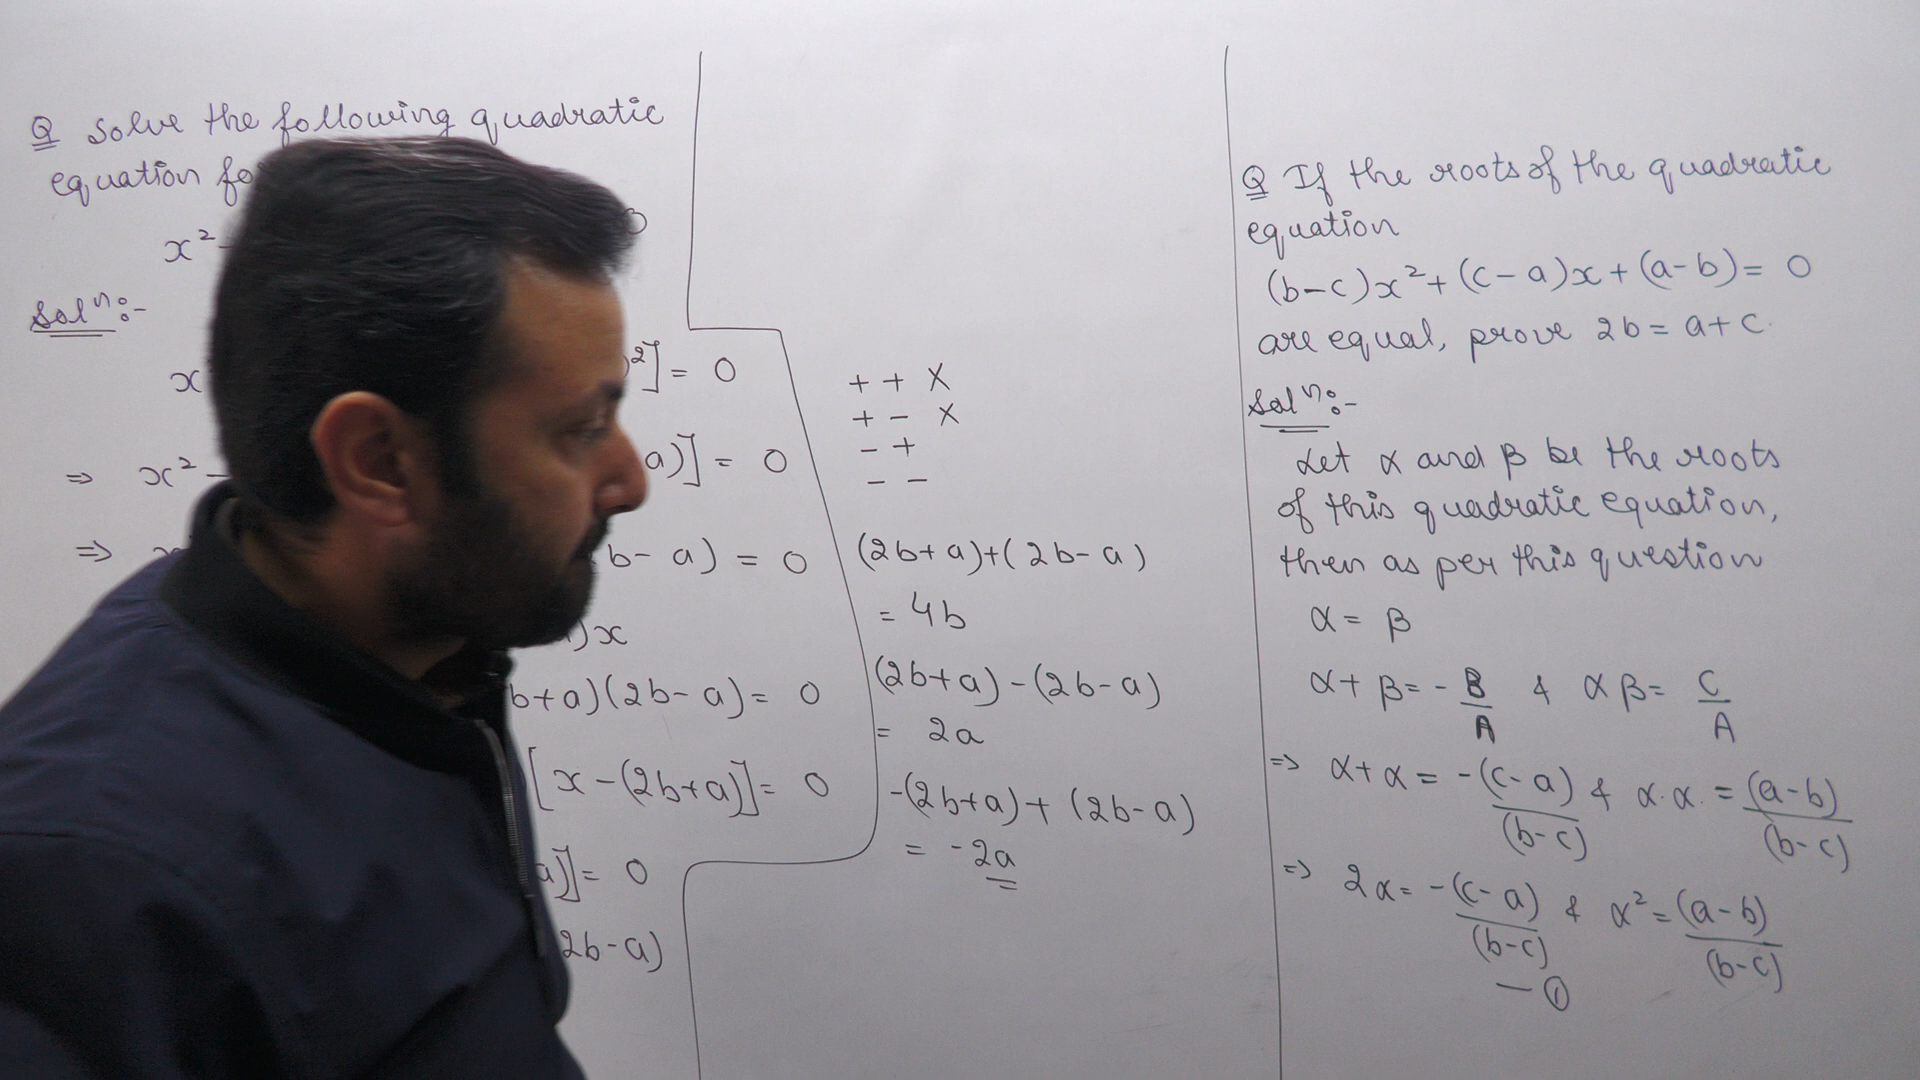 Q Solve the following quadratic
equation fo
x² -
Solⁿ:-
x ²] = 0
⇒ x² - a)] = 0
⇒ b - a) = 0
)x
b+a)(2b-a) = 0
[x-(2b+a)] = 0
a)] = 0
2b-a)
+ + X
+ - X
- +
- -
(2b+a)+(2b-a)
= 4b
(2b+a)-(2b-a)
= 2a
-(2b+a)+(2b-a)
= -2a
Q If the roots of the quadratic
equation
(b-c)x²+(c-a)x+(a-b)= 0
are equal, prove 2b = a+c.
Solⁿ:-
Let α and β be the roots
of this quadratic equation,
then as per this question
α = β
α+β = -B/A & αβ = C/A
⇒ α+α = -(c-a)/(b-c) & α.α. = (a-b)/(b-c)
⇒ 2α = -(c-a)/(b-c) & α² = (a-b)/(b-c)
— ①